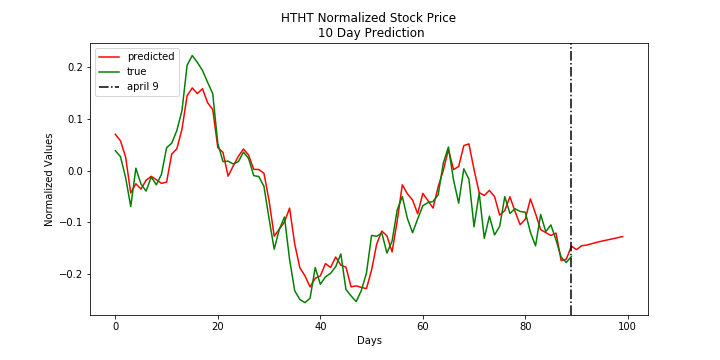 HTHT Normalized Stock Price
10 Day Prediction
predicted
true
april 9
Normalized Values
0.2
0.1
0.0
−0.1
−0.2
0
20
40
60
80
100
Days